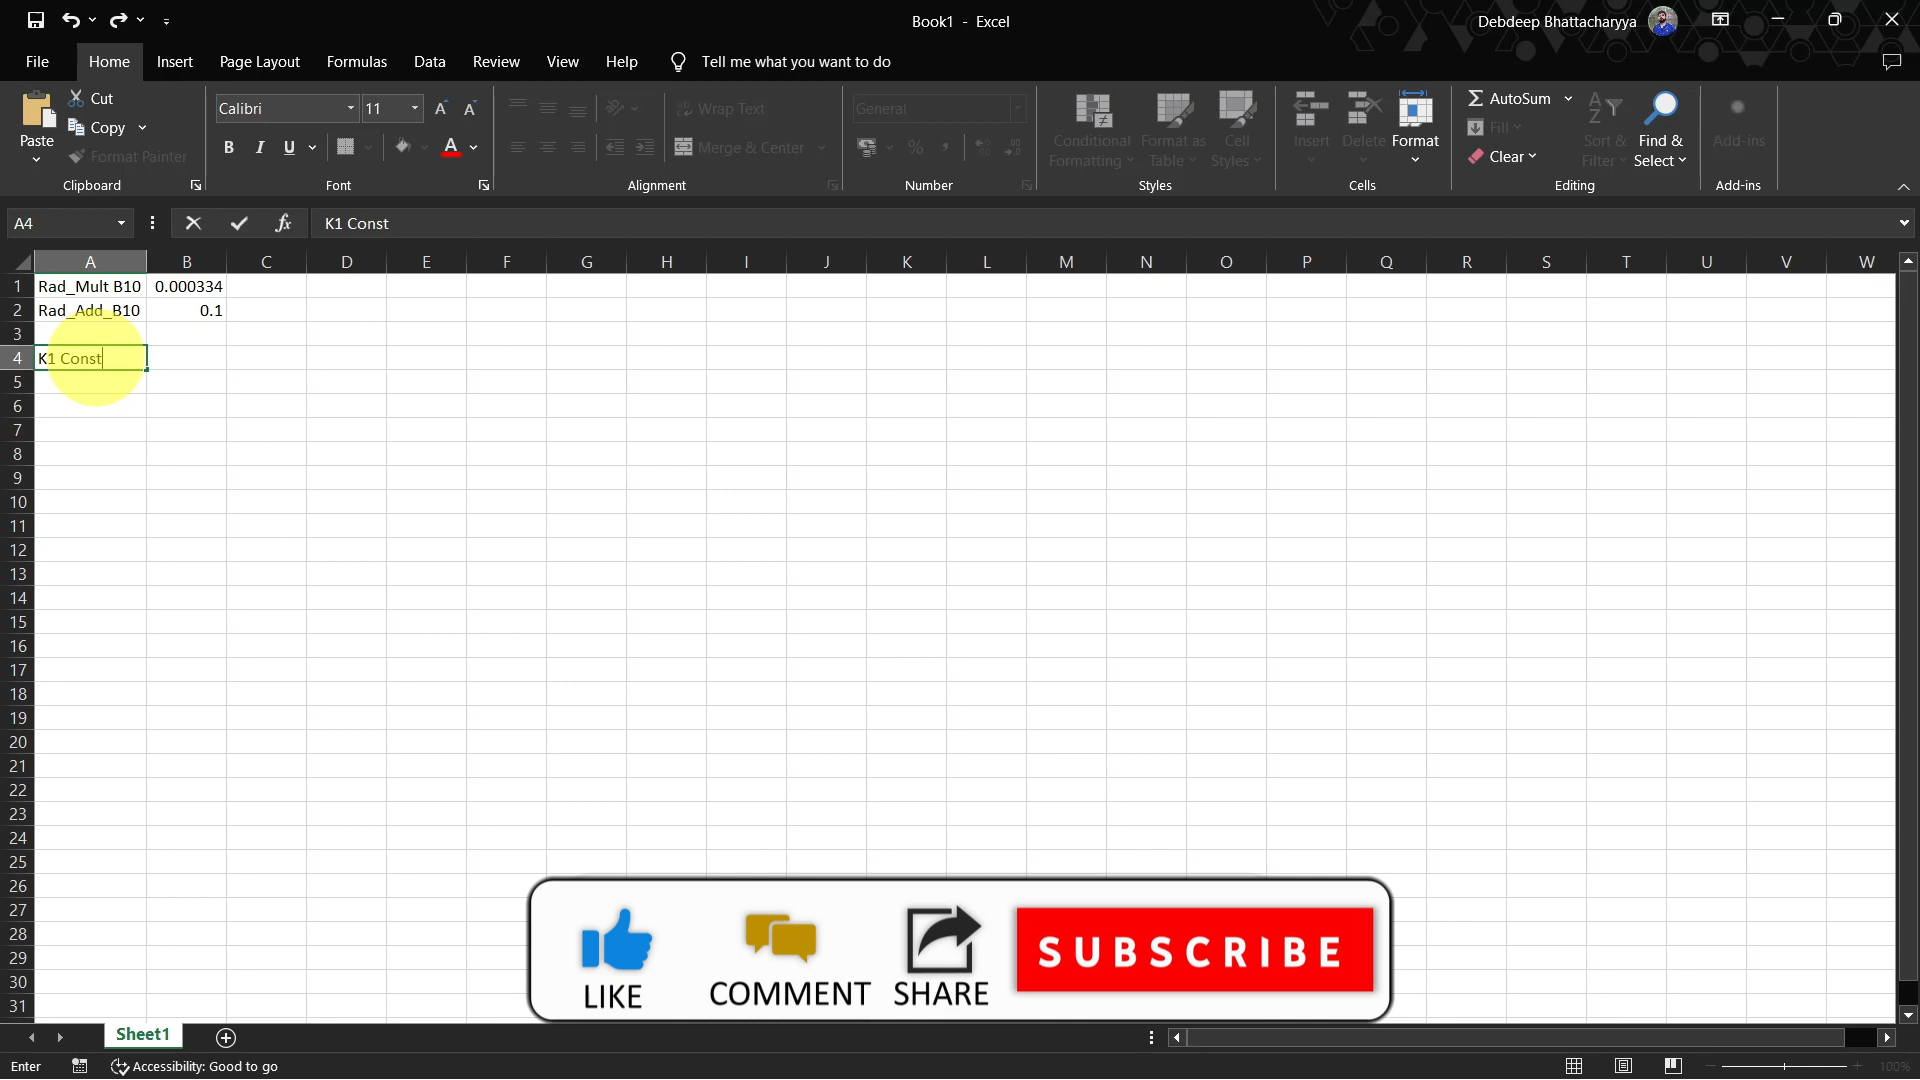 Book1 - Excel
Debdeep Bhattacharyya
File Home Insert Page Layout Formulas Data Review View Help Tell me what you want to do
Paste
Cut
Copy
Format Painter
Clipboard
Calibri 11
B I U
Font
Wrap Text
Merge & Center
Alignment
General
% ,
Number
Conditional
Formatting
Format as
Table
Cell
Styles
Styles
Insert Delete Format
Cells
AutoSum
Fill
Clear
Sort &
Filter
Find &
Select
Editing
Add-ins
Add-ins
A4 fx K1 Const
A B C D E F G H I J K L M N O P Q R S T U V W
1 Rad_Mult B10 0.000334
2 Rad_Add_B10 0.1
3
4 K1 Const
5
6
7
8
9
10
11
12
13
14
15
16
17
18
19
20
21
22
23
24
25
26
27
28
29
30
31
LIKE COMMENT SHARE SUBSCRIBE
Sheet1
Enter Accessibility: Good to go 100%